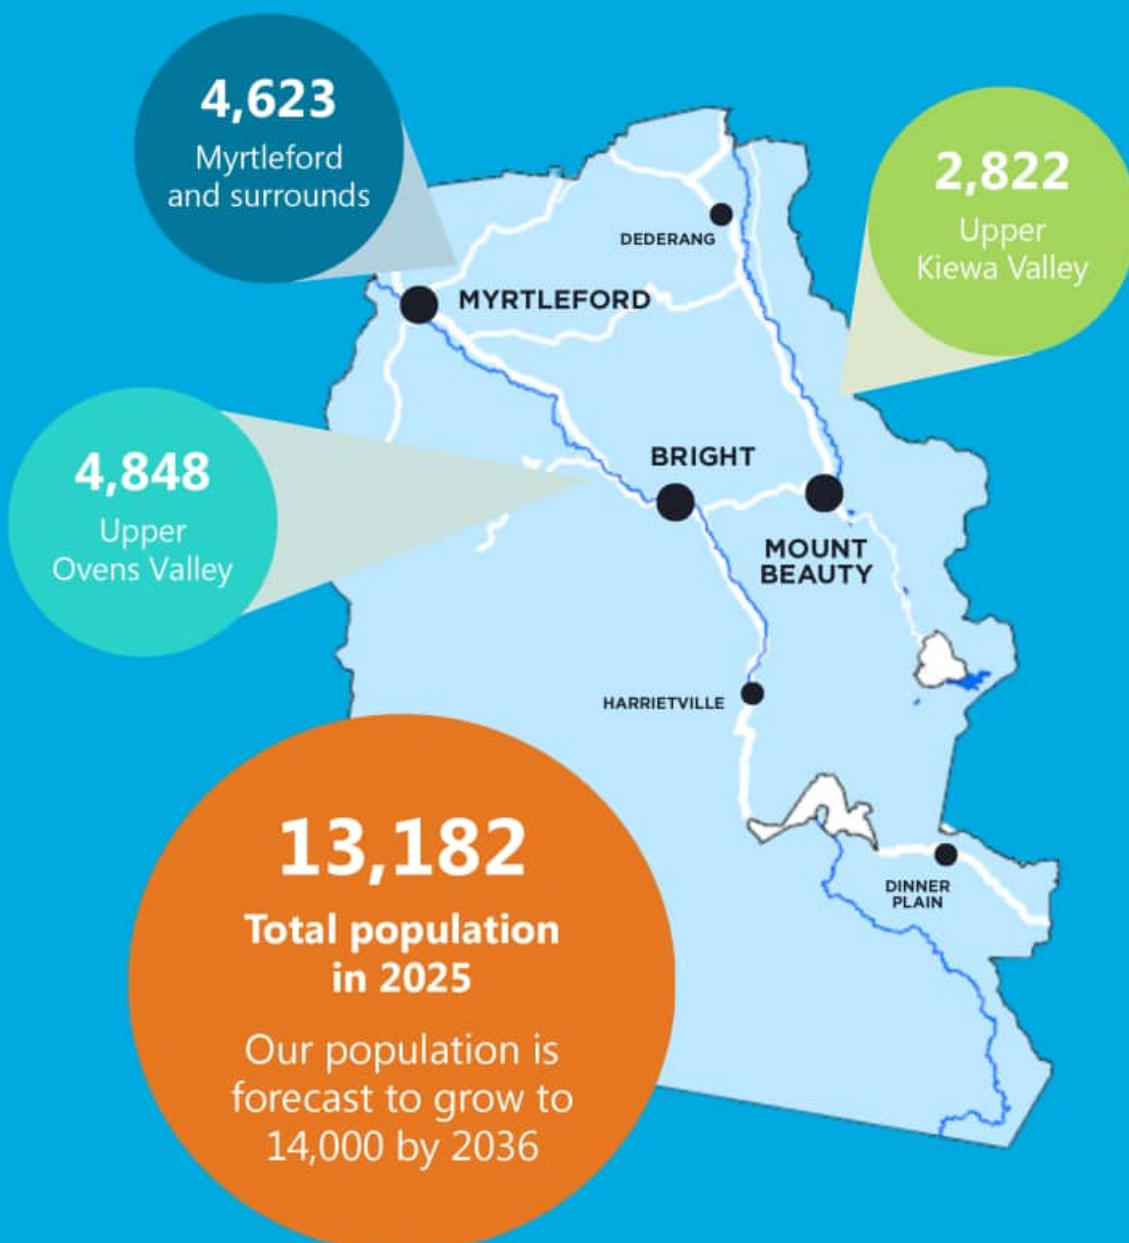 4,623
Myrtleford
and surrounds
2,822
Upper
Kiewa Valley
DEDERANG
MYRTLEFORD
4,848
Upper
Ovens Valley
BRIGHT
MOUNT
BEAUTY
HARRIETVILLE
13,182
Total population
in 2025
Our population is
forecast to grow to
14,000 by 2036
DINNER
PLAIN